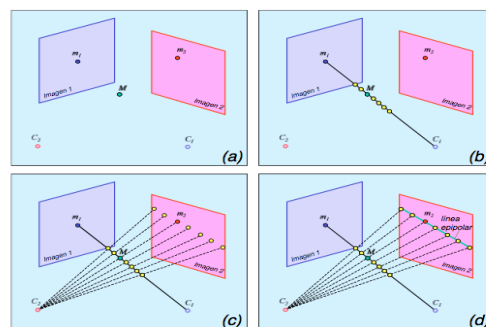 m₁
m₂
M
Imagen 1
Imagen 2
C₂
C₁
(a)
m₁
m₂
M
Imagen 1
Imagen 2
C₂
C₁
(b)
m₁
m₂
M
Imagen 1
Imagen 2
C₂
C₁
(c)
m₁
m₂
línea
epipolar
M
Imagen 1
Imagen 2
C₂
C₁
(d)